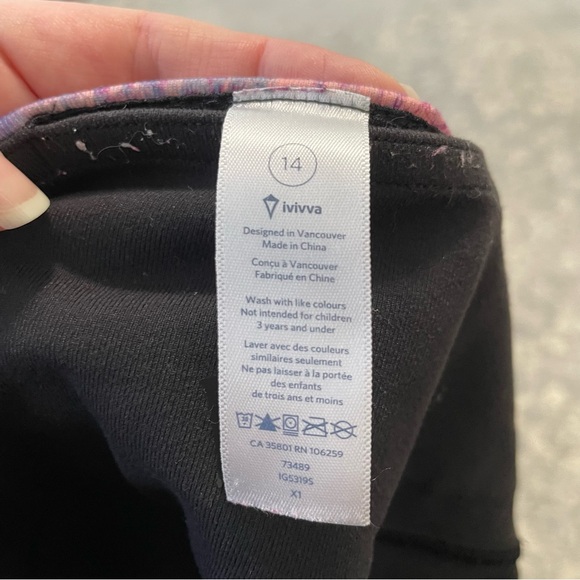 14
ivivva
Designed in Vancouver
Made in China
Conçu à Vancouver
Fabriqué en Chine
Wash with like colours
Not intended for children
3 years and under
Laver avec des couleurs
similaires seulement
Ne pas laisser à la portée
des enfants
de trois ans et moins
CA 35801 RN 106259
73489
1G5319S
X1